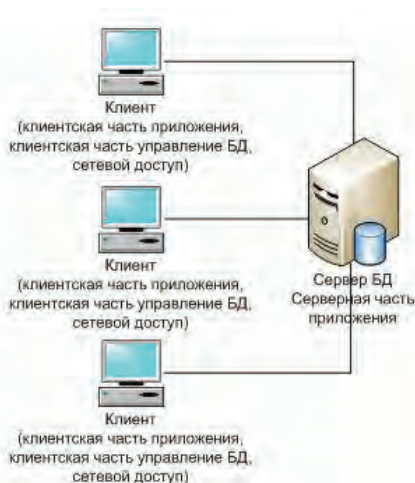 Клиент
(клиентская часть приложения,
клиентская часть управление БД,
сетевой доступ)
Клиент
(клиентская часть приложения,
клиентская часть управление БД,
сетевой доступ)
Сервер БД
Серверная часть
приложения
Клиент
(клиентская часть приложения,
клиентская часть управление БД,
сетевой доступ)